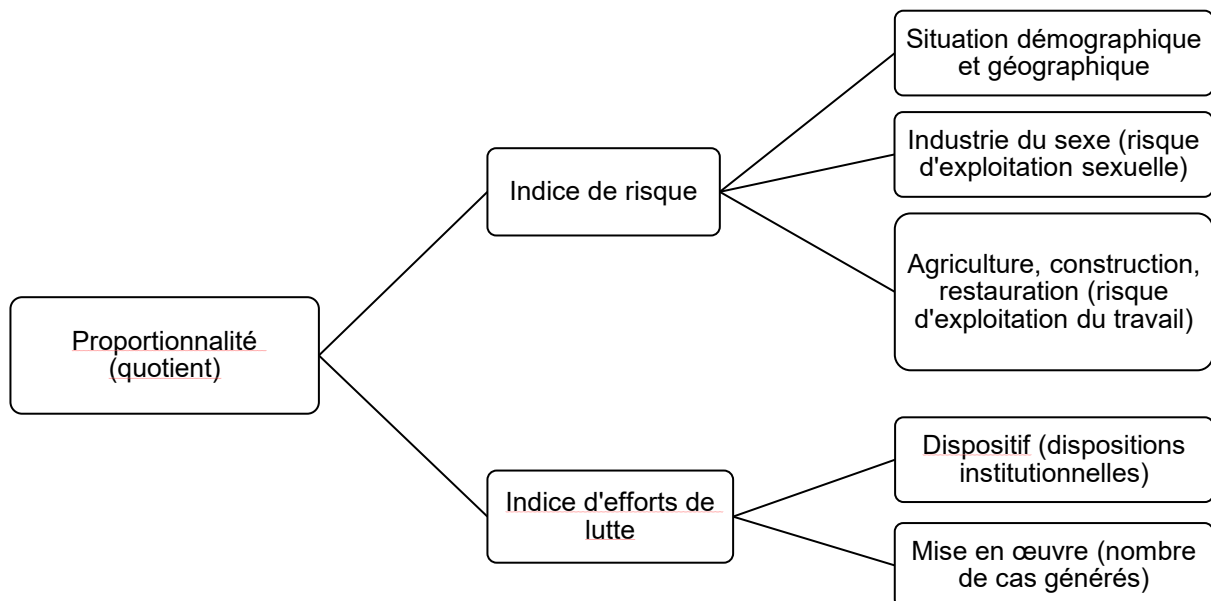 Proportionnalité
(quotient)
Indice de risque
Situation démographique
et géographique
Industrie du sexe (risque
d'exploitation sexuelle)
Agriculture, construction,
restauration (risque
d'exploitation du travail)
Indice d'efforts de
lutte
Dispositif (dispositions
institutionnelles)
Mise en œuvre (nombre
de cas générés)